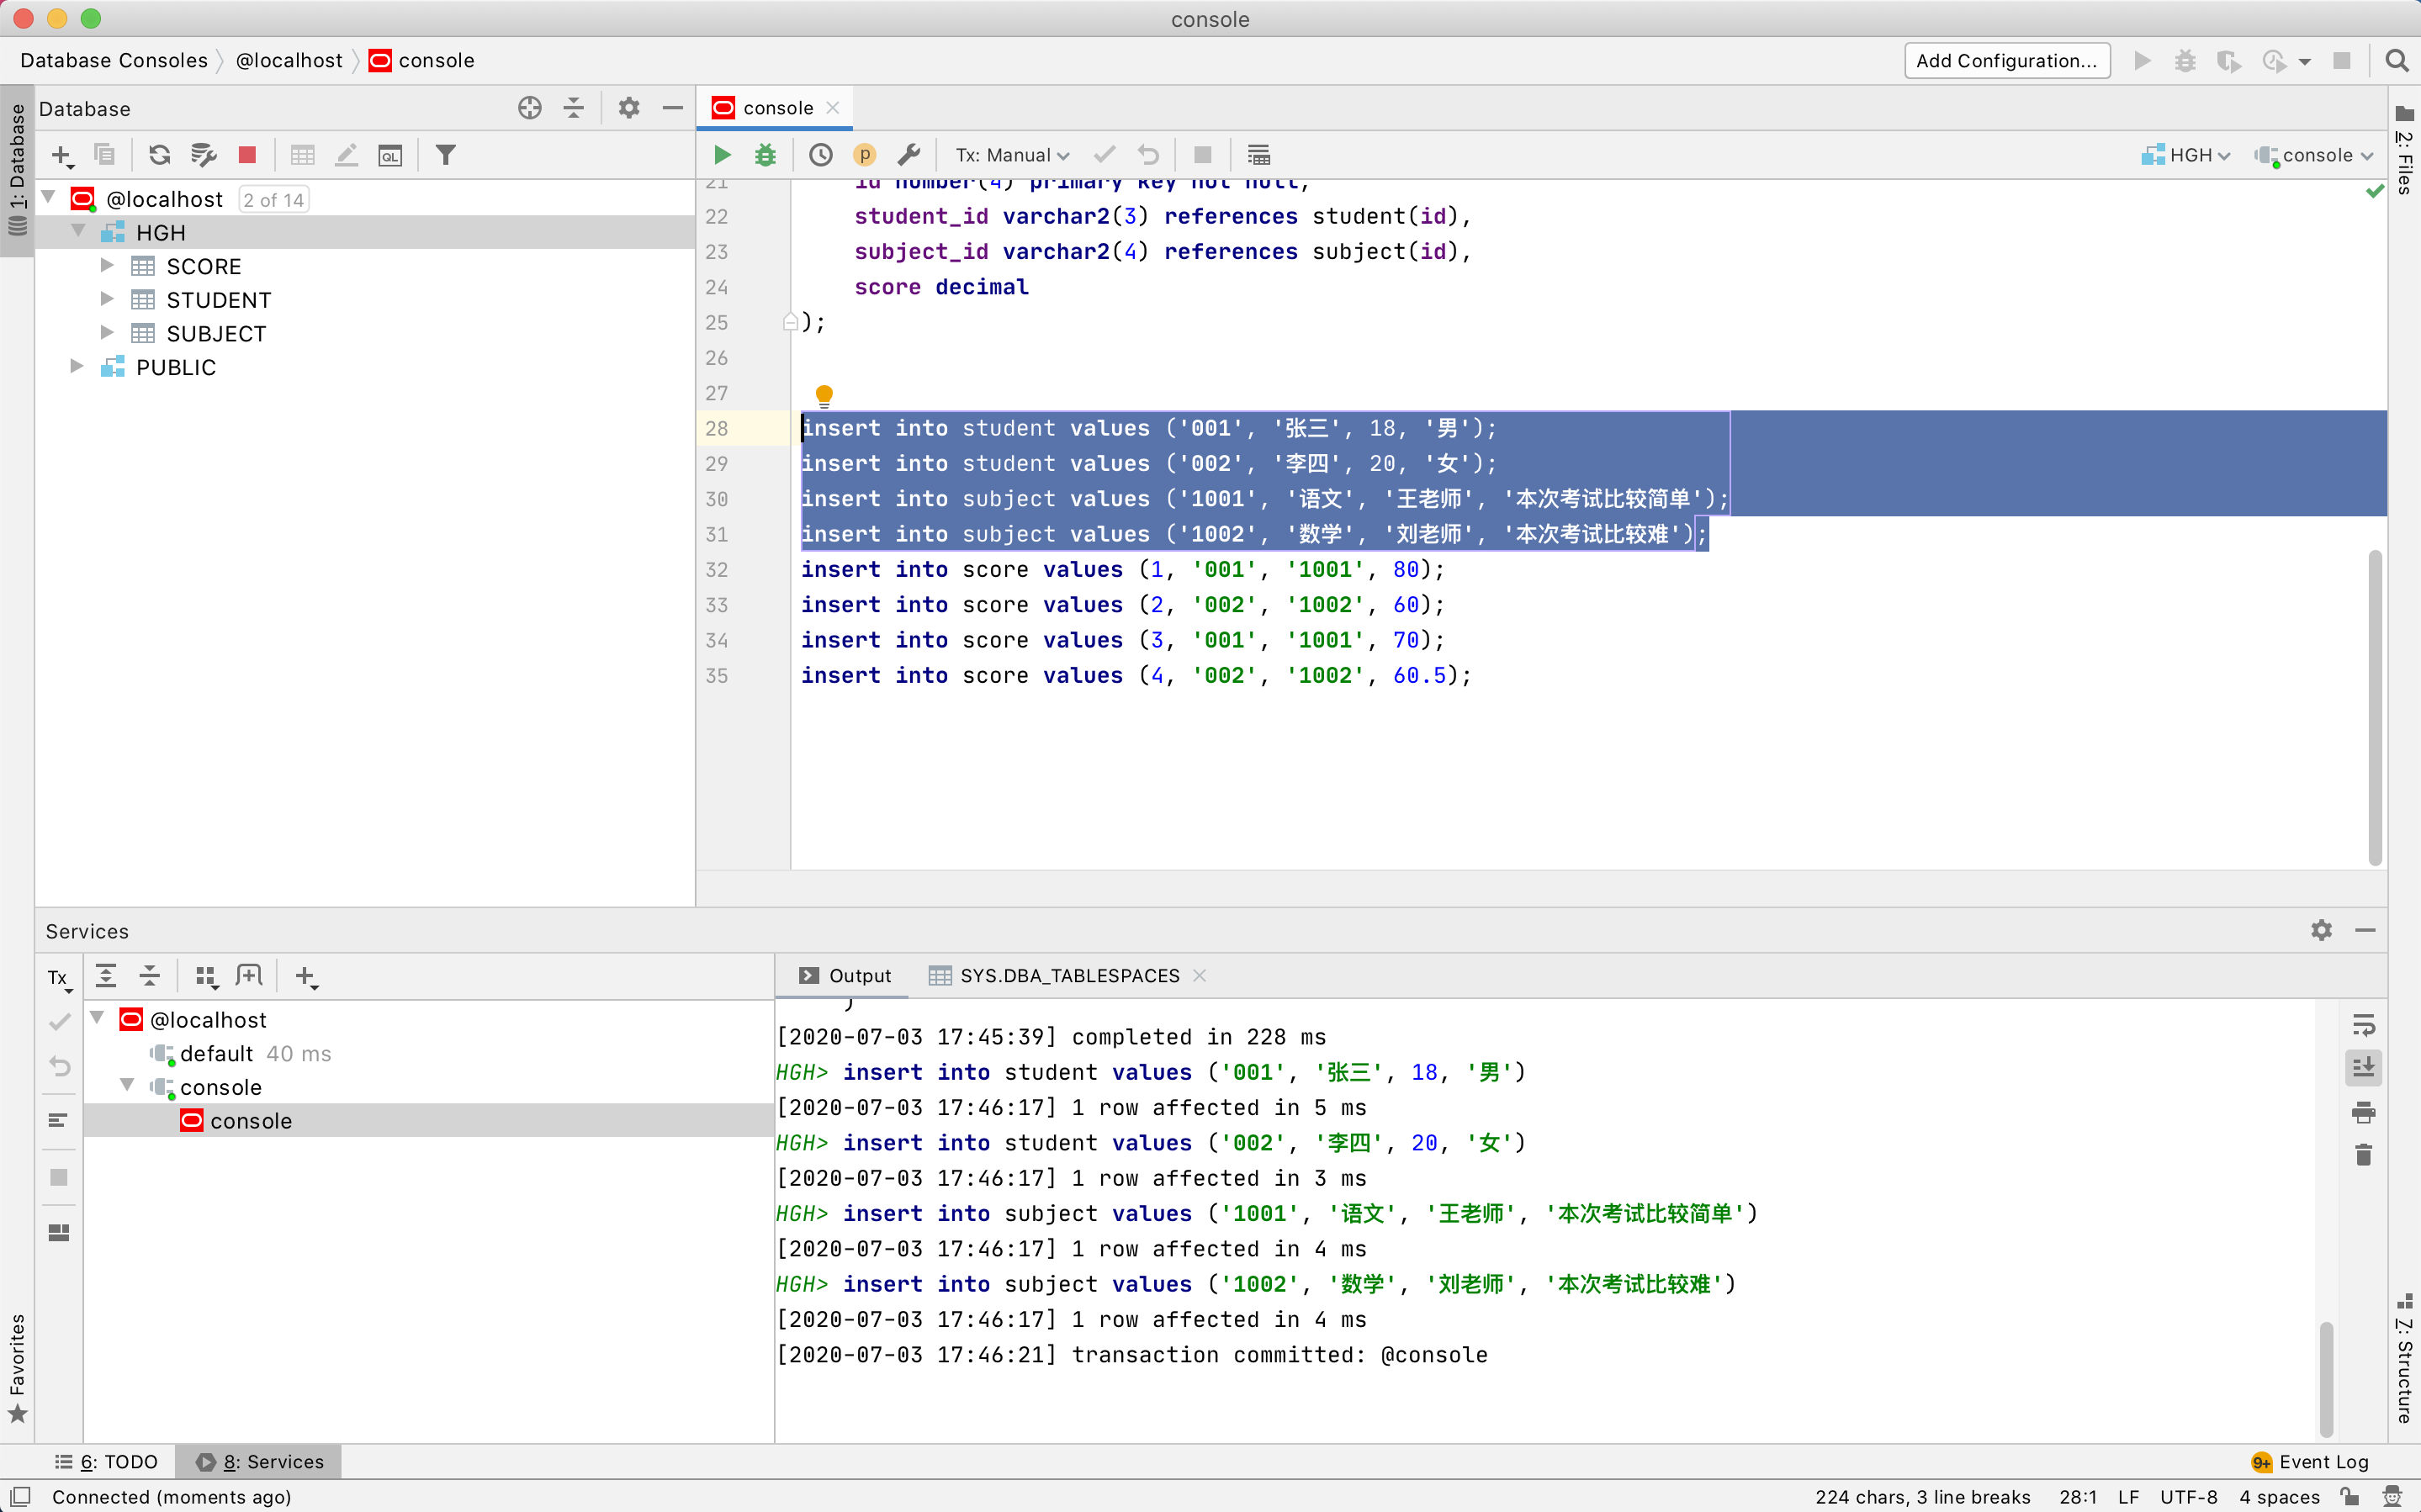 console
Database Consoles @localhost console
Add Configuration...
1: Database
Database
2 of 14
@localhost
HGH
SCORE
STUDENT
SUBJECT
PUBLIC
console
Tx: Manual
HGH console
2: Files
21 id number(4) primary key not null,
22 student_id varchar2(3) references student(id),
23 subject_id varchar2(4) references subject(id),
24 score decimal
25 );
26
27
28 insert into student values ('001', '张三', 18, '男');
29 insert into student values ('002', '李四', 20, '女');
30 insert into subject values ('1001', '语文', '王老师', '本次考试比较简单');
31 insert into subject values ('1002', '数学', '刘老师', '本次考试比较难');
32 insert into score values (1, '001', '1001', 80);
33 insert into score values (2, '002', '1002', 60);
34 insert into score values (3, '001', '1001', 70);
35 insert into score values (4, '002', '1002', 60.5);
Services
Tx
@localhost
default 40 ms
console
console
Output SYS.DBA_TABLESPACES
)
[2020-07-03 17:45:39] completed in 228 ms
HGH> insert into student values ('001', '张三', 18, '男')
[2020-07-03 17:46:17] 1 row affected in 5 ms
HGH> insert into student values ('002', '李四', 20, '女')
[2020-07-03 17:46:17] 1 row affected in 3 ms
HGH> insert into subject values ('1001', '语文', '王老师', '本次考试比较简单')
[2020-07-03 17:46:17] 1 row affected in 4 ms
HGH> insert into subject values ('1002', '数学', '刘老师', '本次考试比较难')
[2020-07-03 17:46:17] 1 row affected in 4 ms
[2020-07-03 17:46:21] transaction committed: @console
Favorites
7: Structure
6: TODO 8: Services
9+ Event Log
Connected (moments ago)
224 chars, 3 line breaks 28:1 LF UTF-8 4 spaces